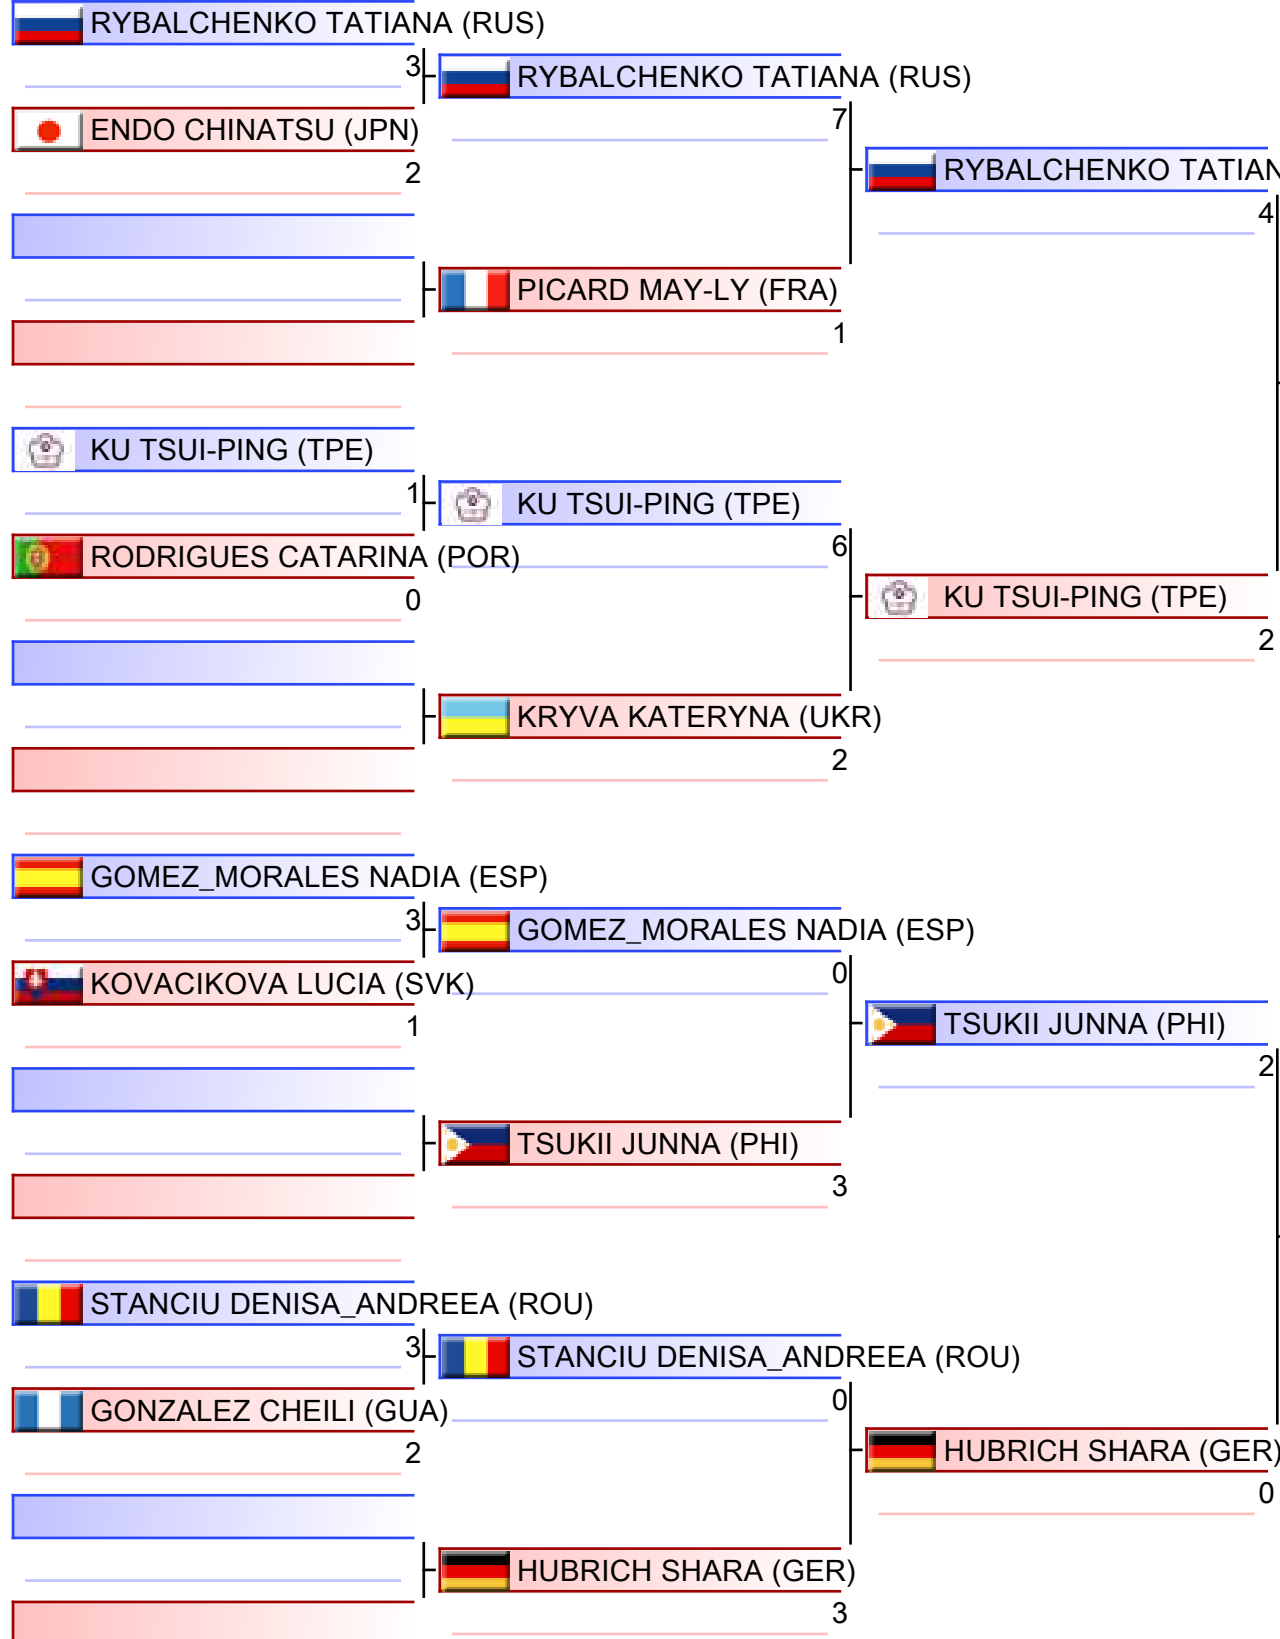 RYBALCHENKO TATIANA (RUS)
3
ENDO CHINATSU (JPN)
2
RYBALCHENKO TATIANA (RUS)
7
PICARD MAY-LY (FRA)
1
RYBALCHENKO TATIAN
4
KU TSUI-PING (TPE)
1
RODRIGUES CATARINA (POR)
0
KU TSUI-PING (TPE)
6
KRYVA KATERYNA (UKR)
2
KU TSUI-PING (TPE)
2
GOMEZ_MORALES NADIA (ESP)
3
KOVACIKOVA LUCIA (SVK)
1
GOMEZ_MORALES NADIA (ESP)
0
TSUKII JUNNA (PHI)
3
TSUKII JUNNA (PHI)
2
STANCIU DENISA_ANDREEA (ROU)
3
GONZALEZ CHEILI (GUA)
2
STANCIU DENISA_ANDREEA (ROU)
0
HUBRICH SHARA (GER)
3
HUBRICH SHARA (GER)
0